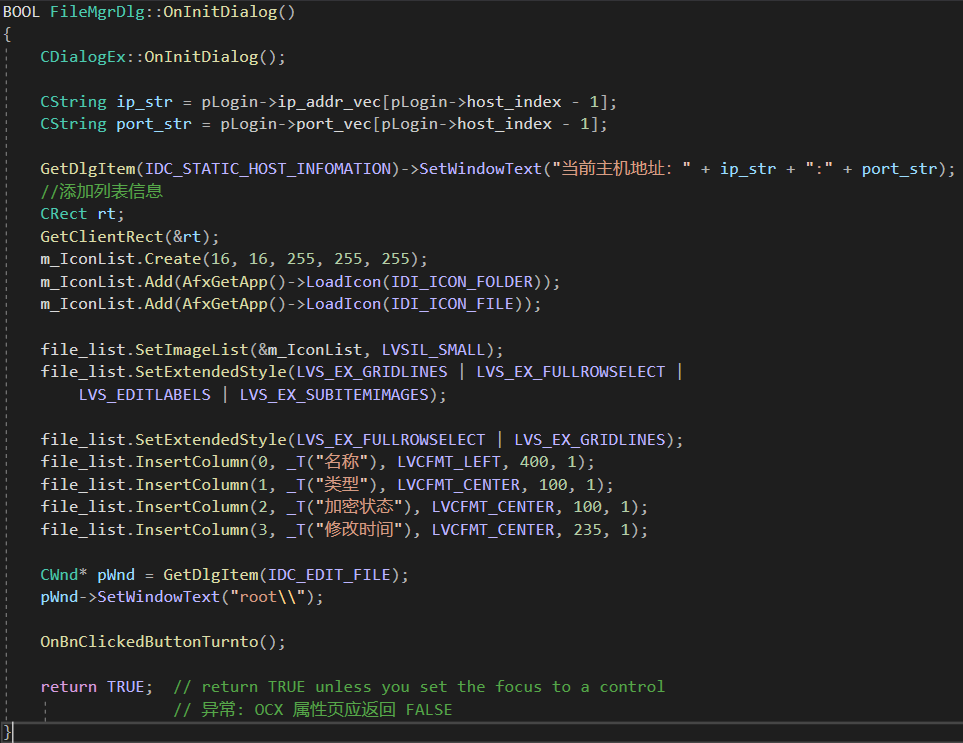 BOOL FileMgrDlg::OnInitDialog()
{
CDialogEx::OnInitDialog();
CString ip_str = pLogin->ip_addr_vec[pLogin->host_index - 1];
CString port_str = pLogin->port_vec[pLogin->host_index - 1];
GetDlgItem(IDC_STATIC_HOST_INFOMATION)->SetWindowText("当前主机地址：" + ip_str + ":" + port_str);
//添加列表信息
CRect rt;
GetClientRect(&rt);
m_IconList.Create(16, 16, 255, 255, 255);
m_IconList.Add(AfxGetApp()->LoadIcon(IDI_ICON_FOLDER));
m_IconList.Add(AfxGetApp()->LoadIcon(IDI_ICON_FILE));
file_list.SetImageList(&m_IconList, LVSIL_SMALL);
file_list.SetExtendedStyle(LVS_EX_GRIDLINES | LVS_EX_FULLROWSELECT |
LVS_EDITLABELS | LVS_EX_SUBITEMIMAGES);
file_list.SetExtendedStyle(LVS_EX_FULLROWSELECT | LVS_EX_GRIDLINES);
file_list.InsertColumn(0, _T("名称"), LVCFMT_LEFT, 400, 1);
file_list.InsertColumn(1, _T("类型"), LVCFMT_CENTER, 100, 1);
file_list.InsertColumn(2, _T("加密状态"), LVCFMT_CENTER, 100, 1);
file_list.InsertColumn(3, _T("修改时间"), LVCFMT_CENTER, 235, 1);
CWnd* pWnd = GetDlgItem(IDC_EDIT_FILE);
pWnd->SetWindowText("root\\");
OnBnClickedButtonTurnto();
return TRUE;  // return TRUE unless you set the focus to a control
// 异常: OCX 属性页应返回 FALSE
}